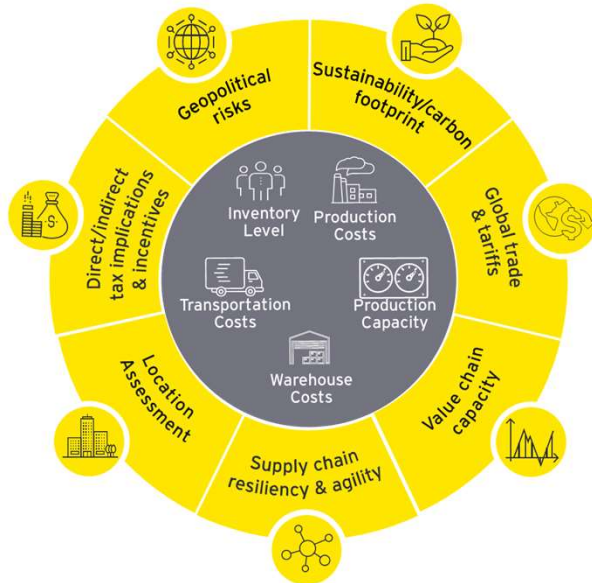 Geopolitical
risks
Sustainability/carbon
footprint
Global trade
& tariffs
Value chain
capacity
Supply chain
resiliency & agility
Location
Assessment
Direct/indirect
tax implications
& incentives
Inventory
Level
Production
Costs
Transportation
Costs
Production
Capacity
Warehouse
Costs